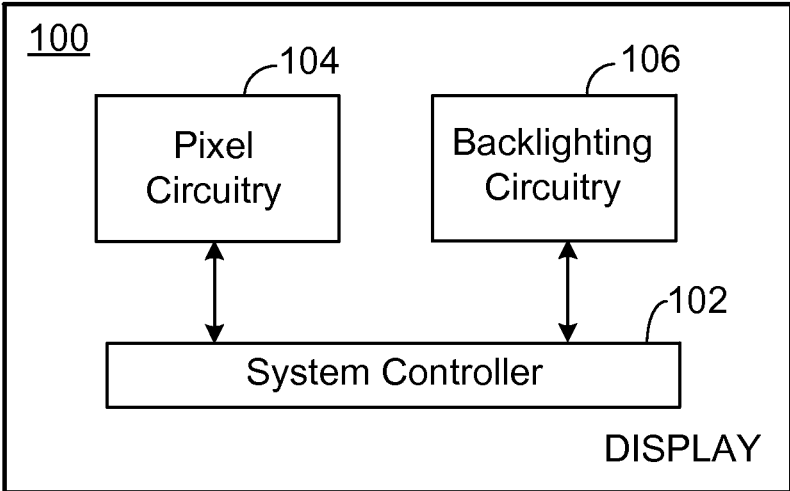 100
104
106
Pixel
Circuitry
Backlighting
Circuitry
102
System Controller
DISPLAY